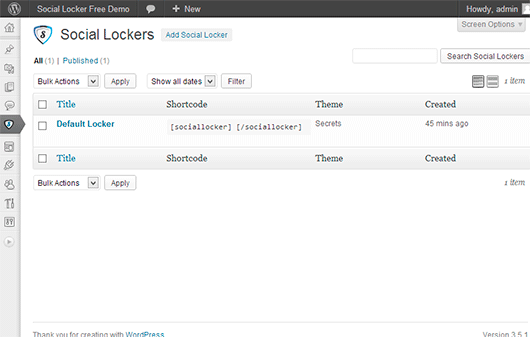 Social Locker Free Demo + New Howdy, admin
Screen Options ▾
S Social Lockers Add Social Locker
All (1) | Published (1) Search Social Lockers
Bulk Actions Apply Show all dates Filter 1 item
Title Shortcode Theme Created
Default Locker [sociallocker] [/sociallocker] Secrets 45 mins ago
Title Shortcode Theme Created
Bulk Actions Apply 1 item
Thank you for creating with WordPress. Version 3.5.1